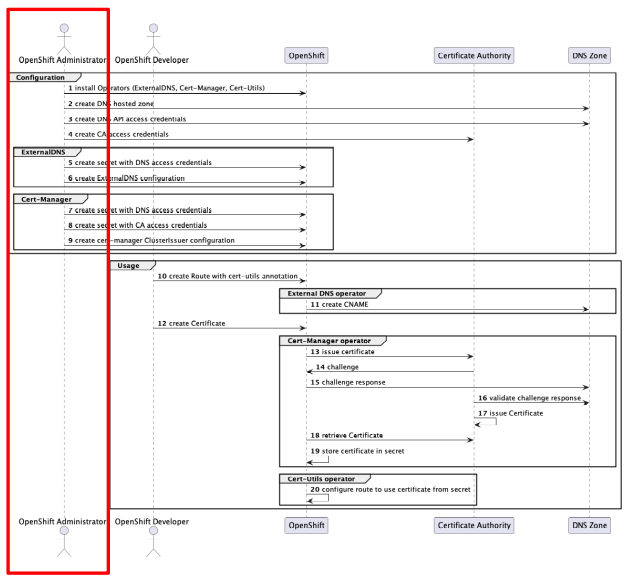 OpenShift Administrator
OpenShift Developer
OpenShift
Certificate Authority
DNS Zone
Configuration
1 install Operators (ExternalDNS, Cert-Manager, Cert-Utils)
2 create DNS hosted zone
3 create DNS API access credentials
4 create CA access credentials
ExternalDNS
5 create secret with DNS access credentials
6 create ExternalDNS configuration
Cert-Manager
7 create secret with DNS access credentials
8 create secret with CA access credentials
9 create cert-manager ClusterIssuer configuration
Usage
10 create Route with cert-utils annotation
External DNS operator
11 create CNAME
12 create Certificate
Cert-Manager operator
13 issue certificate
14 challenge
15 challenge response
16 validate challenge response
17 issue Certificate
18 retrieve Certificate
19 store certificate in secret
Cert-Utils operator
20 configure route to use certificate from secret
OpenShift Administrator
OpenShift Developer
OpenShift
Certificate Authority
DNS Zone